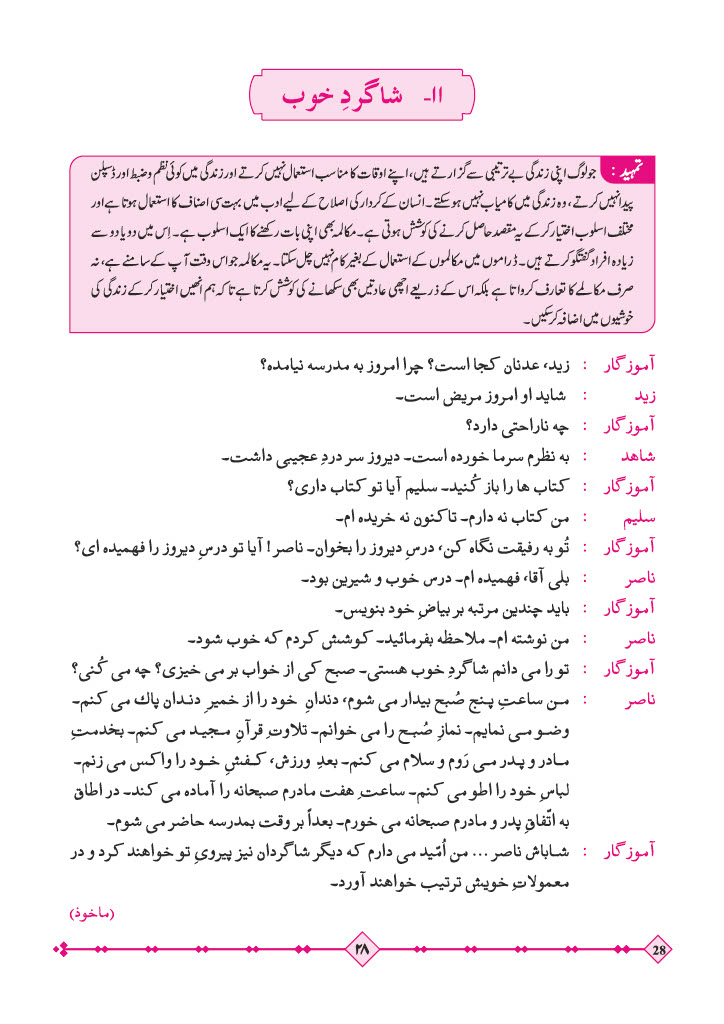 ۱۱- شاگردِ خوب
تمہید : جو لوگ اپنی زندگی بے ترتیبی سے گزارتے ہیں، اپنے اوقات کا مناسب استعمال نہیں کرتے اور زندگی میں کوئی نظم و ضبط اور ڈسپلن
پیدا نہیں کرتے، وہ زندگی میں کامیاب نہیں ہو سکتے۔ انسان کے کردار کی اصلاح کے لیے ادب میں بہت سی اضاف کا استعمال ہوتا ہے اور
مختلف اسلوب اختیار کر کے یہ مقصد حاصل کرنے کی کوشش ہوتی ہے۔ مکالمہ بھی اپنی بات رکھنے کا ایک اسلوب ہے۔ اِس میں دو یا دو سے
زیادہ افراد گفتگو کرتے ہیں۔ ڈراموں میں مکالموں کے استعمال کے بغیر کام نہیں چل سکتا۔ یہ مکالمہ جو اس وقت آپ کے سامنے ہے، نہ
صرف مکالمے کا تعارف کرواتا ہے بلکہ اس کے ذریعے اچھی عادتیں بھی سکھانے کی کوشش کرتا ہے تاکہ ہم انھیں اختیار کر کے زندگی کی
خوشیوں میں اضافہ کر سکیں۔
آموزگار : زید، عدنان کجا است؟ چرا امروز به مدرسه نیامده؟
زید : شاید او امروز مریض است۔
آموزگار : چه ناراحتی دارد؟
شاهد : به نظرم سرما خورده است۔ دیروز سر دردِ عجیبی داشت۔
آموزگار : کتاب ها را باز کُنید۔ سلیم آیا تو کتاب داری؟
سلیم : من کتاب نه دارم۔ تاکنون نه خریده ام۔
آموزگار : تُو به رفیقت نگاه کن، درسِ دیروز را بخوان۔ ناصر! آیا تو درسِ دیروز را فهمیده ای؟
ناصر : بلی آقا، فهمیده ام۔ درس خوب و شیرین بود۔
آموزگار : باید چندین مرتبه بر بیاضِ خود بنویس۔
ناصر : من نوشته ام۔ ملاحظه بفرمائید۔ کوشش کردم که خوب شود۔
آموزگار : تو را می دانم شاگردِ خوب هستی۔ صبح کی از خواب بر می خیزی؟ چه می کُنی؟
ناصر : من ساعتِ پنج صُبح بیدار می شوم، دندانِ خود را از خمیرِ دندان پاك می کنم۔
وضو می نمایم۔ نمازِ صُبح را می خوانم۔ تلاوتِ قرآنِ مجید می کنم۔ بخدمتِ
مادر و پدر می رَوم و سلام می کنم۔ بعدِ ورزش، کفشِ خود را واکس می زنم۔
لباسِ خود را اطو می کنم۔ ساعتِ هفت مادرم صبحانه را آماده می کند۔ در اطاق
به اتّفاقِ پدر و مادرم صبحانه می خورم۔ بعداً بر وقت بمدرسه حاضر می شوم۔
آموزگار : شاباش ناصر ... من اُمّید می دارم که دیگر شاگردان نیز پیرویِ تو خواهند کرد و در
معمولاتِ خویش ترتیب خواهند آورد۔
(ماخوذ)
۲۸
28